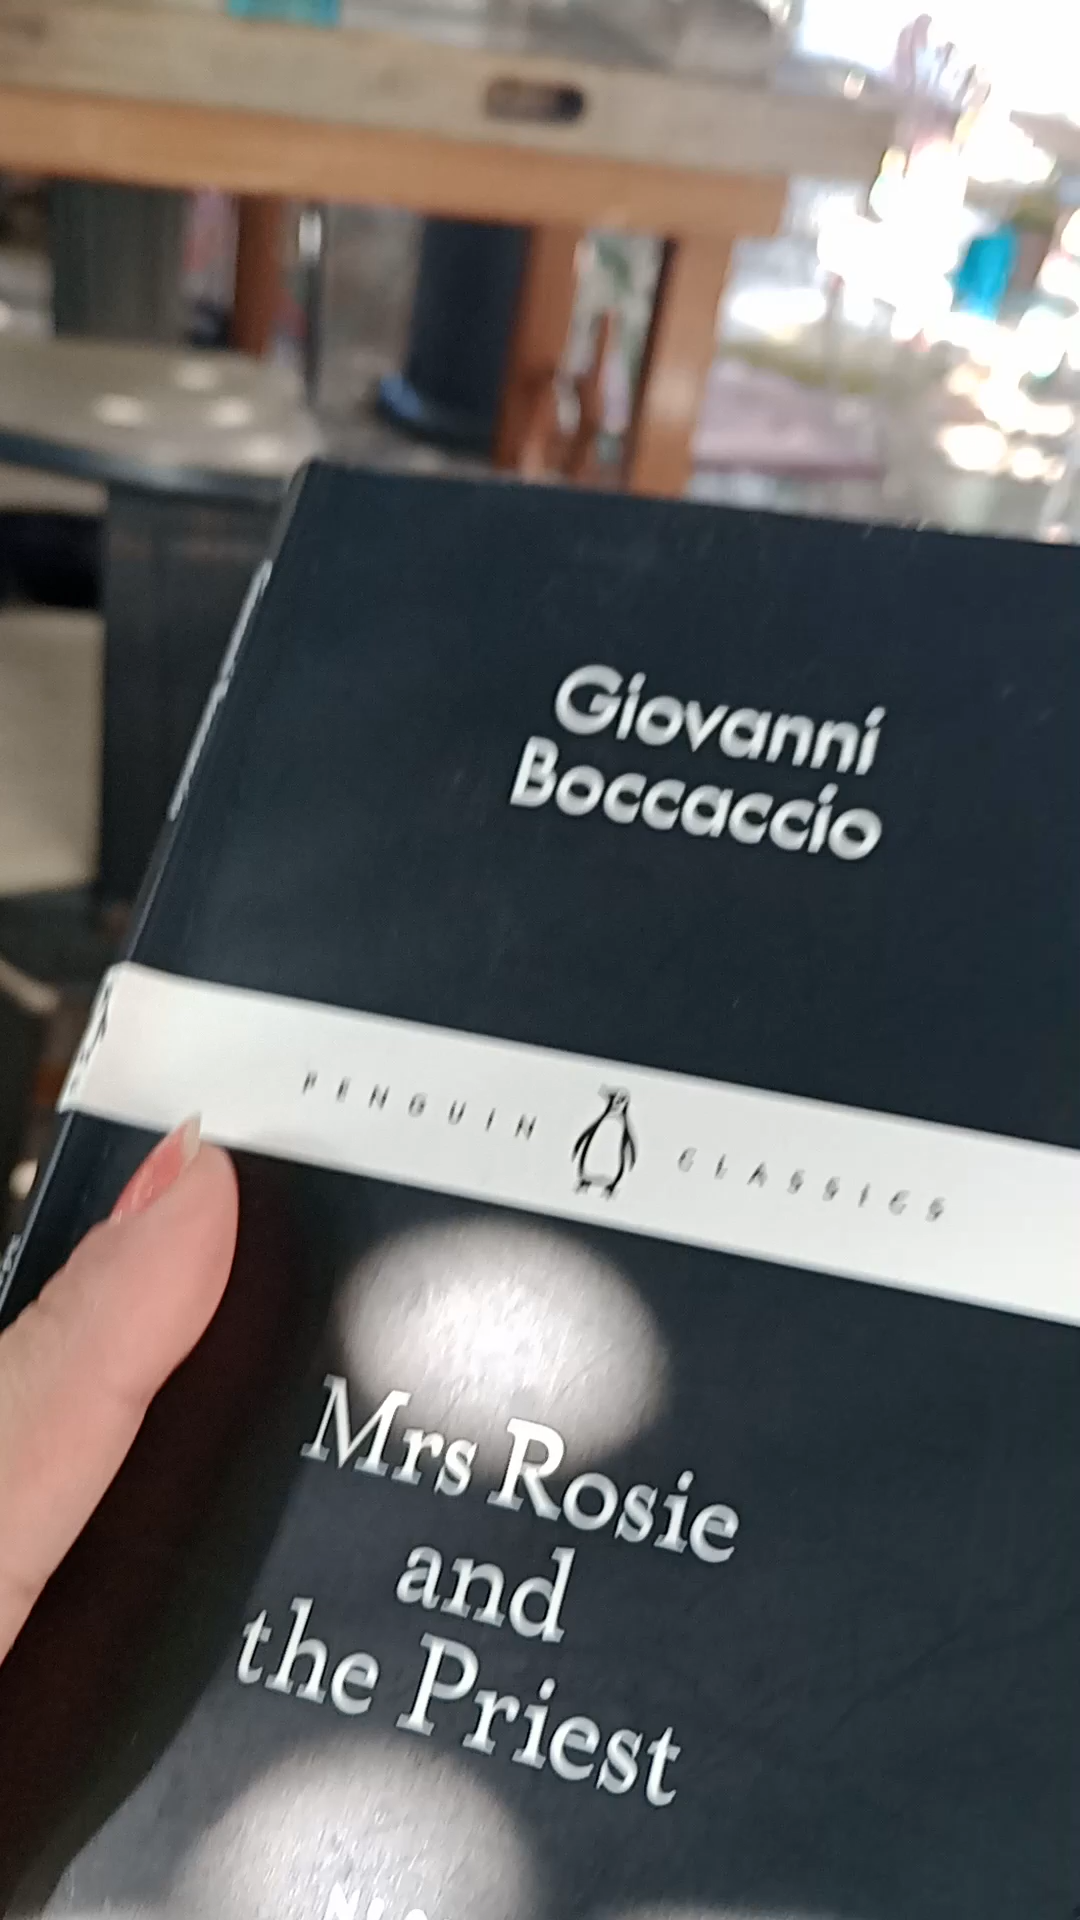 Giovanni
Boccaccio
PENGUIN CLASSICS
Mrs Rosie
and
the Priest